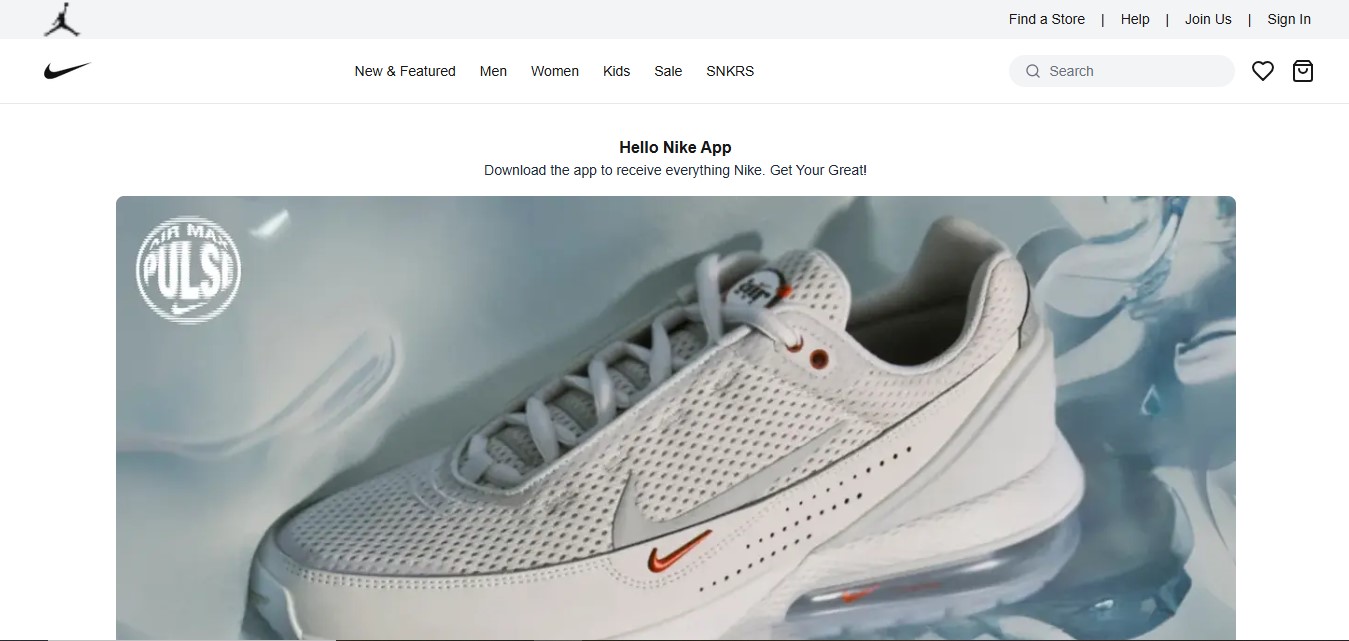 Find a Store | Help | Join Us | Sign In
New & Featured Men Women Kids Sale SNKRS
Search
Hello Nike App
Download the app to receive everything Nike. Get Your Great!
AIR MAX
PULSE
air